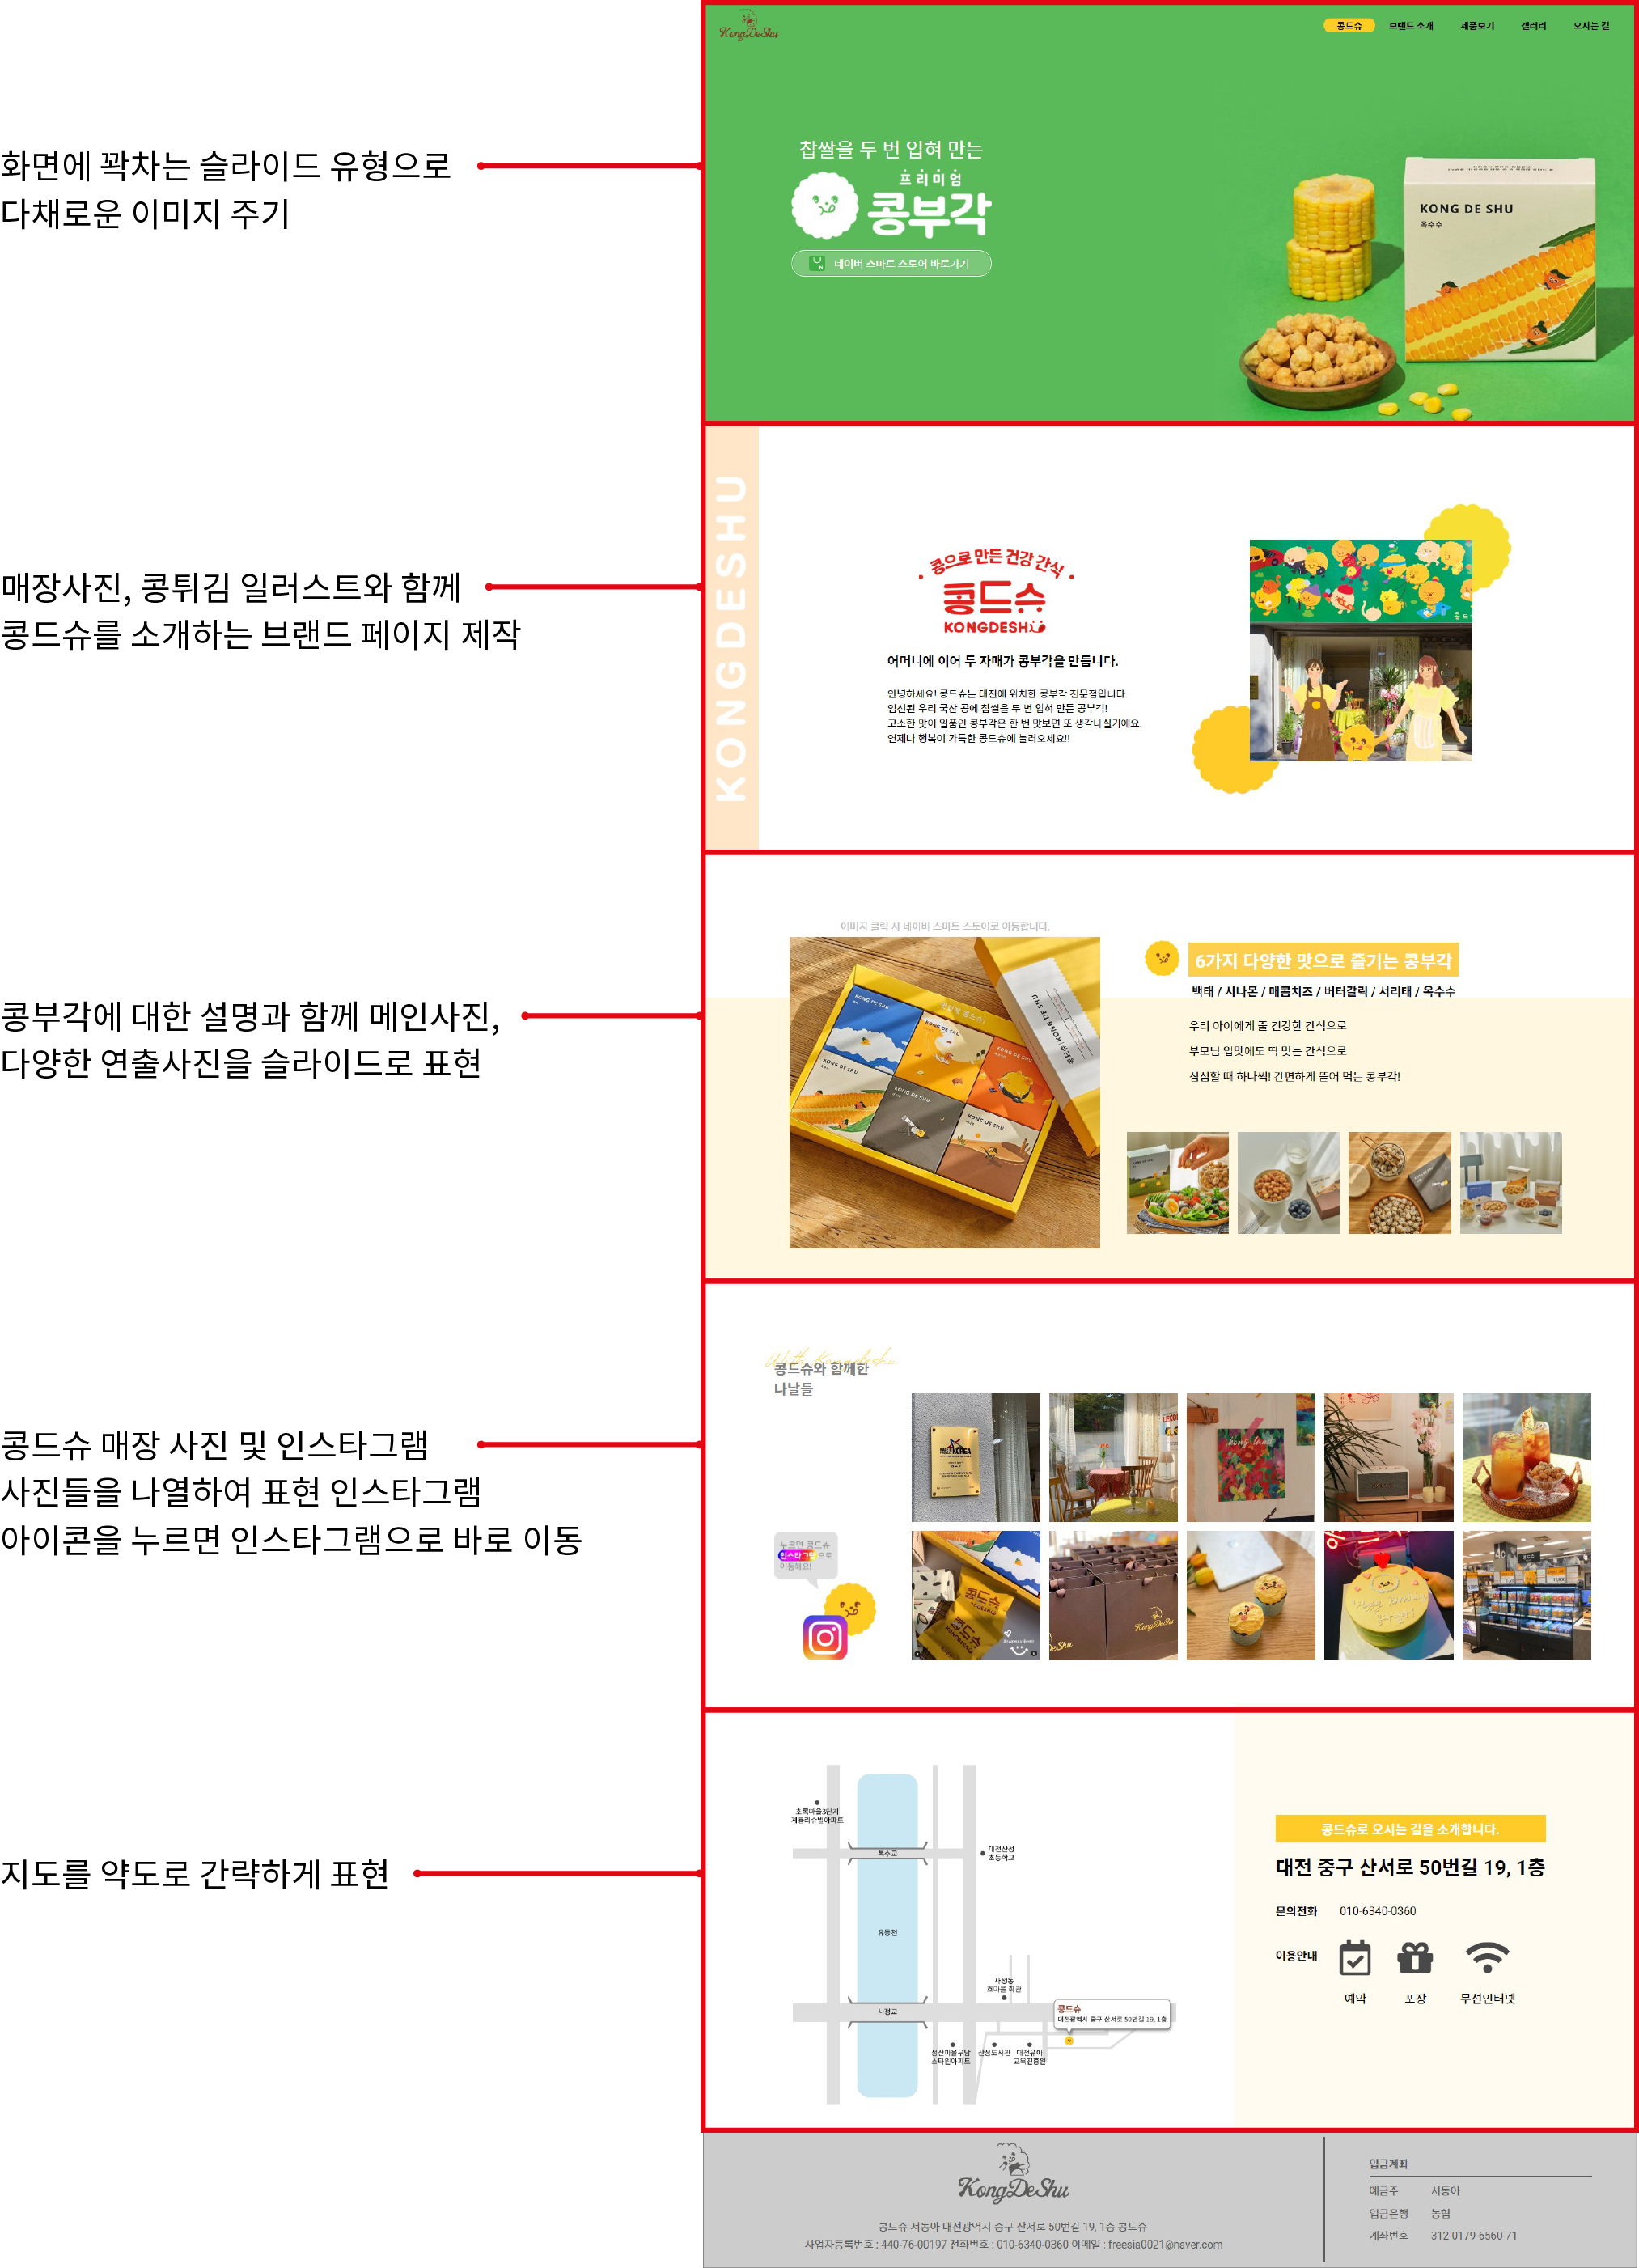 KongDeShu
콩드슈
브랜드 소개
제품보기
갤러리
오시는 길
화면에 꽉차는 슬라이드 유형으로
다채로운 이미지 주기
찹쌀을 두 번 입혀 만든
프리미엄
콩부각
네이버 스마트 스토어 바로가기
KONG DE SHU
옥수수
매장사진, 콩튀김 일러스트와 함께
콩드슈를 소개하는 브랜드 페이지 제작
KONGDESHU
콩으로 만든 건강 간식
콩드슈
KONGDESHU
어머니에 이어 두 자매가 콩부각을 만듭니다.
안녕하세요! 콩드슈는 대전에 위치한 콩부각 전문점입니다.
엄선된 우리 국산 콩에 찹쌀을 두 번 입혀 만든 콩부각!
고소한 맛이 일품인 콩부각은 한 번 맛보면 또 생각나실거에요.
언제나 행복이 가득한 콩드슈에 놀러오세요!!
콩부각에 대한 설명과 함께 메인사진,
다양한 연출사진을 슬라이드로 표현
이미지 클릭 시 네이버 스마트 스토어로 이동합니다.
KONG DE SHU
KONG DE SHU
KONG DE SHU
KONG DE SHU
KONG DE SHU
6가지 다양한 맛으로 즐기는 콩부각
백태 / 시나몬 / 매콤치즈 / 버터갈릭 / 서리태 / 옥수수
우리 아이에게 줄 건강한 간식으로
부모님 입맛에도 딱 맞는 간식으로
심심할 때 하나씩! 간편하게 뜯어 먹는 콩부각!
콩드슈 매장 사진 및 인스타그램
사진들을 나열하여 표현 인스타그램
아이콘을 누르면 인스타그램으로 바로 이동
With Kongdeshu
콩드슈와 함께한
나날들
누르면 콩드슈
인스타그램으로
이동해요!
KOREA
콩드슈
KongDeShu
DeShu
지도를 약도로 간략하게 표현
초록마을3단지
계룡리슈빌아파트
복수교
대전산성
초등학교
유등천
사정동
효마을 회관
사정교
콩드슈
대전광역시 중구 산서로 50번길 19, 1층
성산마을우남
스타원아파트
산성도서관
대전유아
교육진흥원
콩드슈로 오시는 길을 소개합니다.
대전 중구 산서로 50번길 19, 1층
문의전화 010-6340-0360
이용안내
예약
포장
무선인터넷
KongDeShu
콩드슈 서동아 대전광역시 중구 산서로 50번길 19, 1층 콩드슈
사업자등록번호 : 440-76-00197 전화번호 : 010-6340-0360 이메일 : freesia0021@naver.com
입금계좌
예금주 서동아
입금은행 농협
계좌번호 312-0179-6560-71